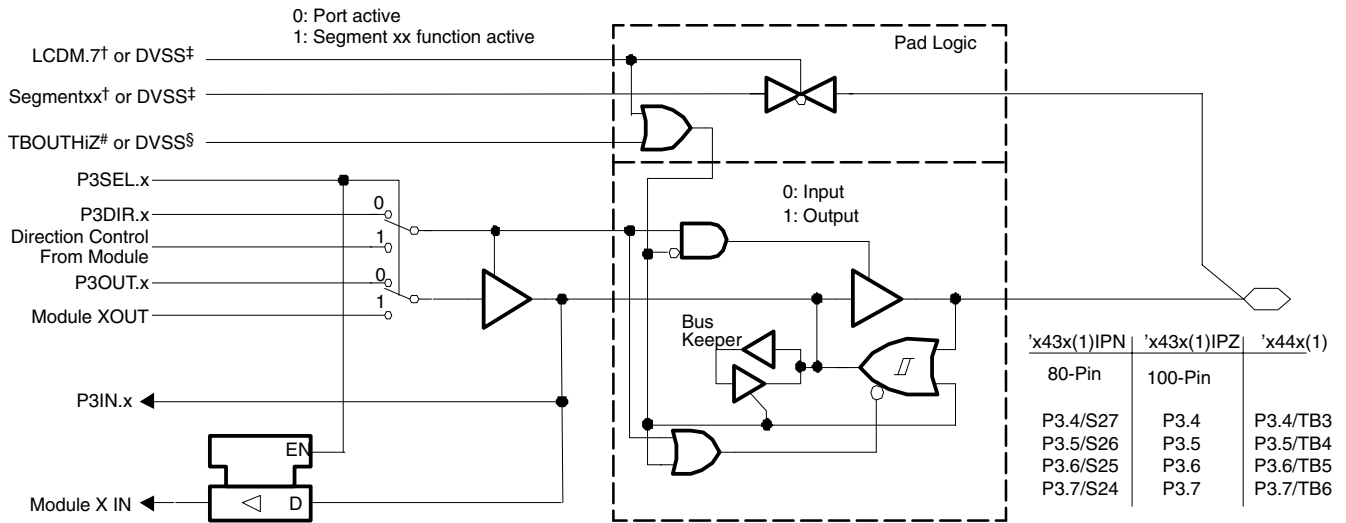 0: Port active
1: Segment xx function active
Pad Logic
LCDM.7† or DVSS‡
Segmentxx† or DVSS‡
TBOUTHiZ# or DVSS§
P3SEL.x
0: Input
1: Output
0
P3DIR.x
Direction Control
From Module
1
P3OUT.x
0
1
Module XOUT
Bus
Keeper
'x43x(1)IPN 'x43x(1)IPZ 'x44x(1)
80-Pin 100-Pin
P3IN.x
P3.4/S27 P3.4 P3.4/TB3
P3.5/S26 P3.5 P3.5/TB4
P3.6/S25 P3.6 P3.6/TB5
P3.7/S24 P3.7 P3.7/TB6
EN
Module X IN
D